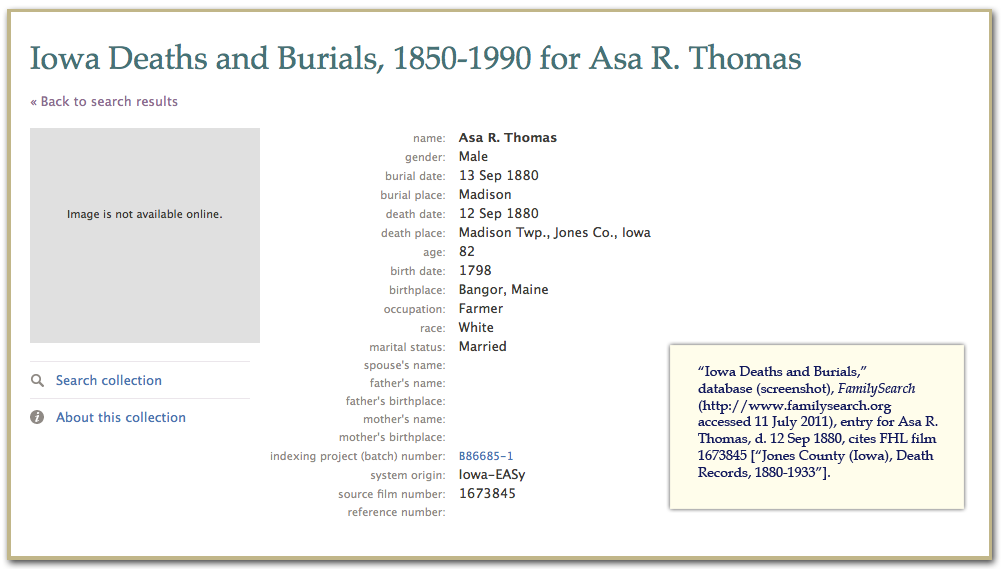 Iowa Deaths and Burials, 1850-1990 for Asa R. Thomas
« Back to search results
Image is not available online.
Search collection
About this collection
name: Asa R. Thomas
gender: Male
burial date: 13 Sep 1880
burial place: Madison
death date: 12 Sep 1880
death place: Madison Twp., Jones Co., Iowa
age: 82
birth date: 1798
birthplace: Bangor, Maine
occupation: Farmer
race: White
marital status: Married
spouse's name:
father's name:
father's birthplace:
mother's name:
mother's birthplace:
indexing project (batch) number: B86685-1
system origin: Iowa-EASy
source film number: 1673845
reference number:
“Iowa Deaths and Burials,”
database (screenshot), FamilySearch
(http://www.familysearch.org
accessed 11 July 2011), entry for Asa R.
Thomas, d. 12 Sep 1880, cites FHL film
1673845 [“Jones County (Iowa), Death
Records, 1880-1933”].